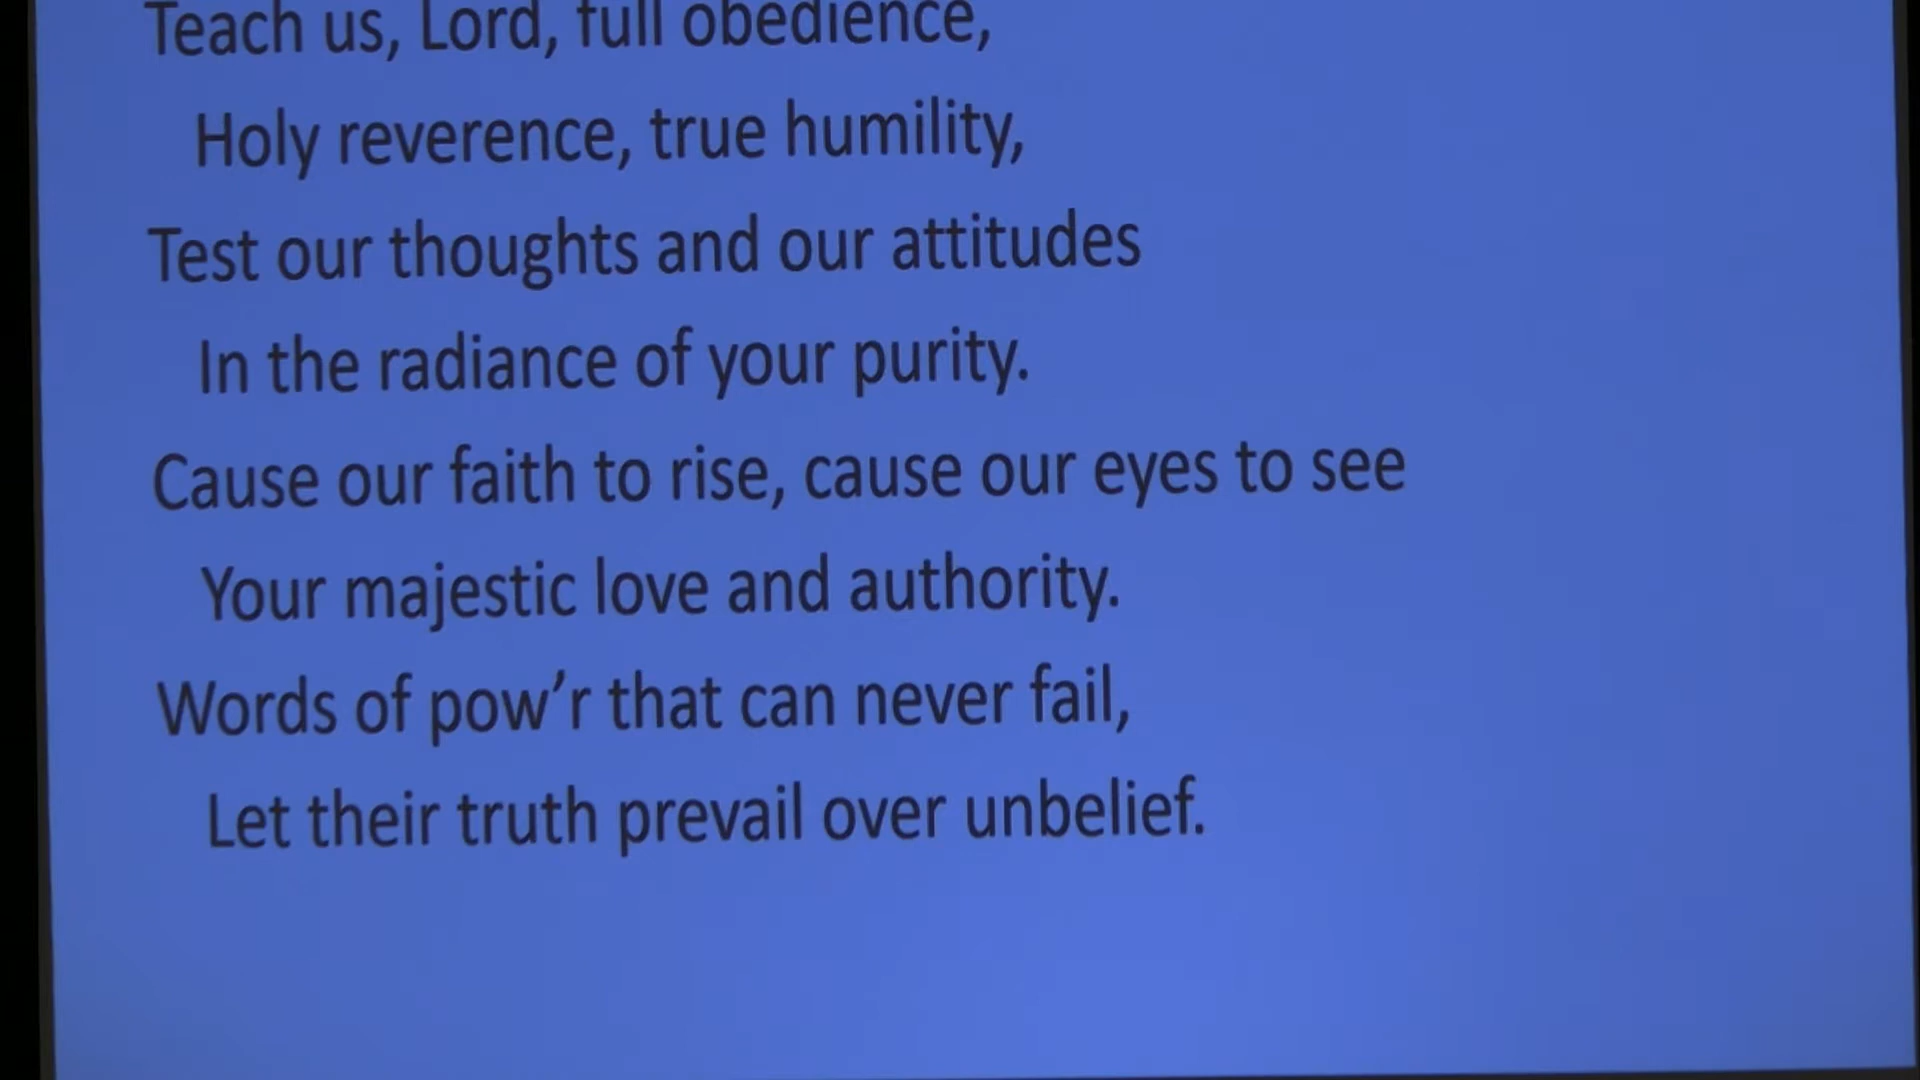 Teach us, Lord, full obedience,
Holy reverence, true humility,
Test our thoughts and our attitudes
In the radiance of your purity.
Cause our faith to rise, cause our eyes to see
Your majestic love and authority.
Words of pow’r that can never fail,
Let their truth prevail over unbelief.